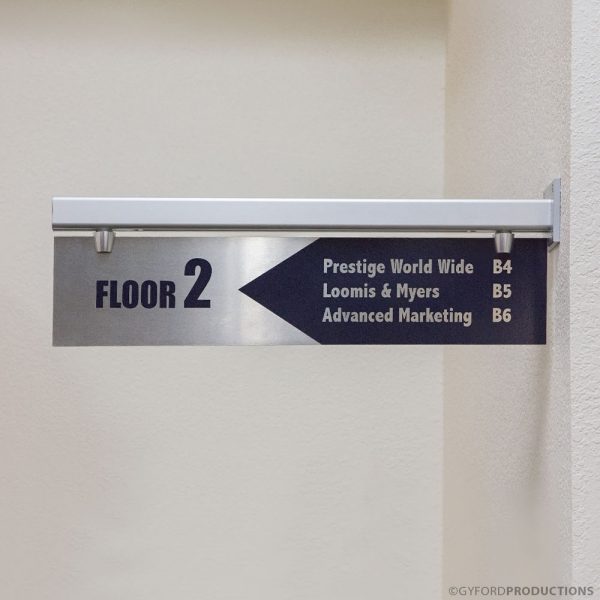 FLOOR 2
Prestige World Wide B4
Loomis & Myers B5
Advanced Marketing B6
©GYFORDPRODUCTIONS